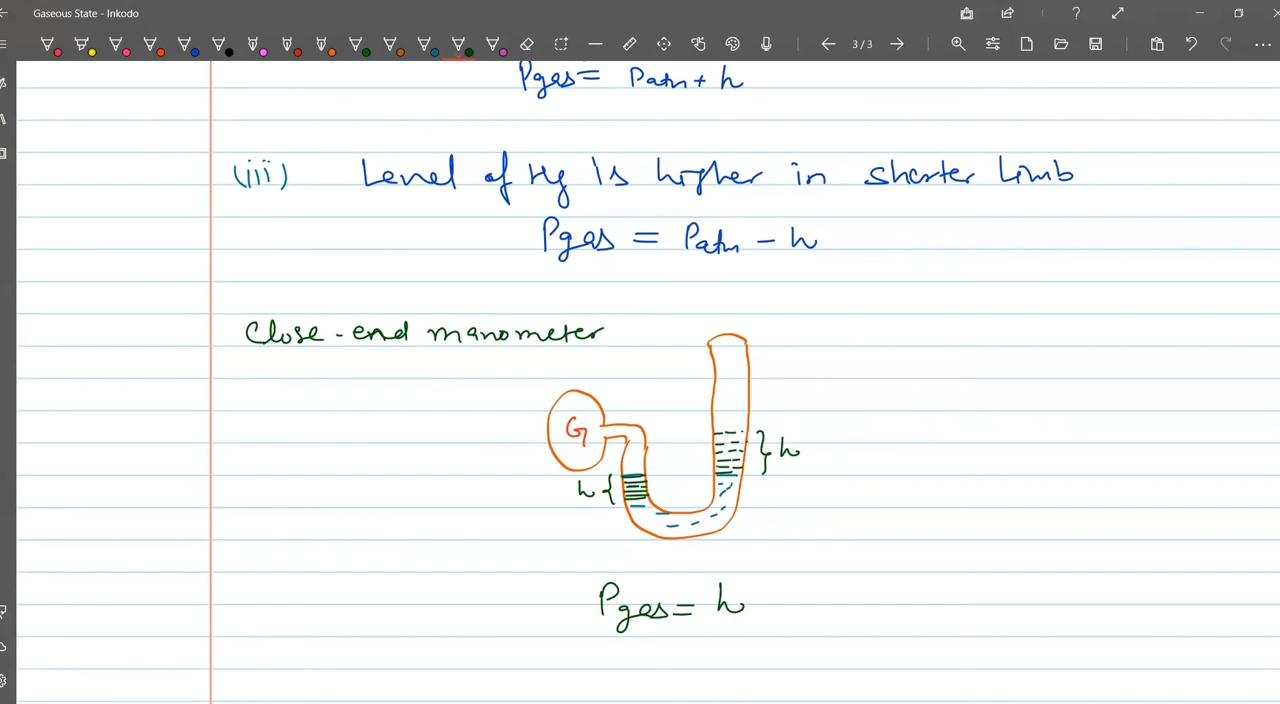 Gaseous State - Inkodo
3/3
Pgas= Patm + h
(iii) Level of Hg is higher in shorter limb
Pgas = Patm - h
Close-end manometer
G
h
h
Pgas= h